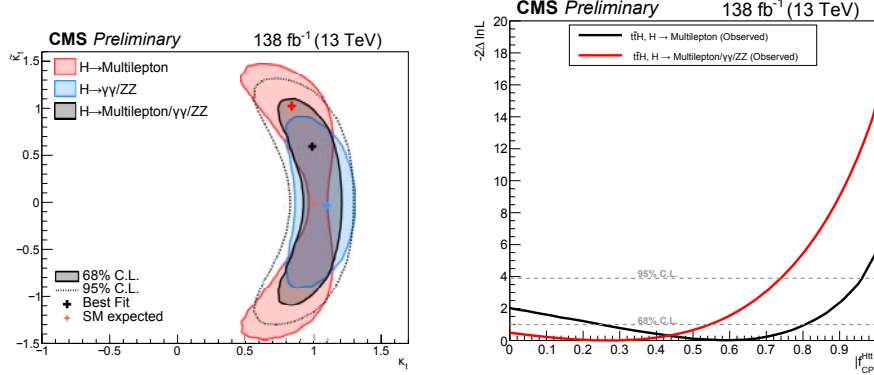 CMS Preliminary
138 fb⁻¹ (13 TeV)
κ̃t
H→Multilepton
H→γγ/ZZ
H→Multilepton/γγ/ZZ
68% C.L.
95% C.L.
Best Fit
SM expected
1.5
1
0.5
0
−0.5
−1
−1.5
−1 −0.5 0 0.5 1 1.5
κt
CMS Preliminary
138 fb⁻¹ (13 TeV)
-2Δ lnL
tt̄H, H → Multilepton (Observed)
tt̄H, H → Multilepton/γγ/ZZ (Observed)
20
18
16
14
12
10
8
6
4
2
0
95% C.L.
68% C.L.
0 0.1 0.2 0.3 0.4 0.5 0.6 0.7 0.8 0.9
|f_CP^Htt